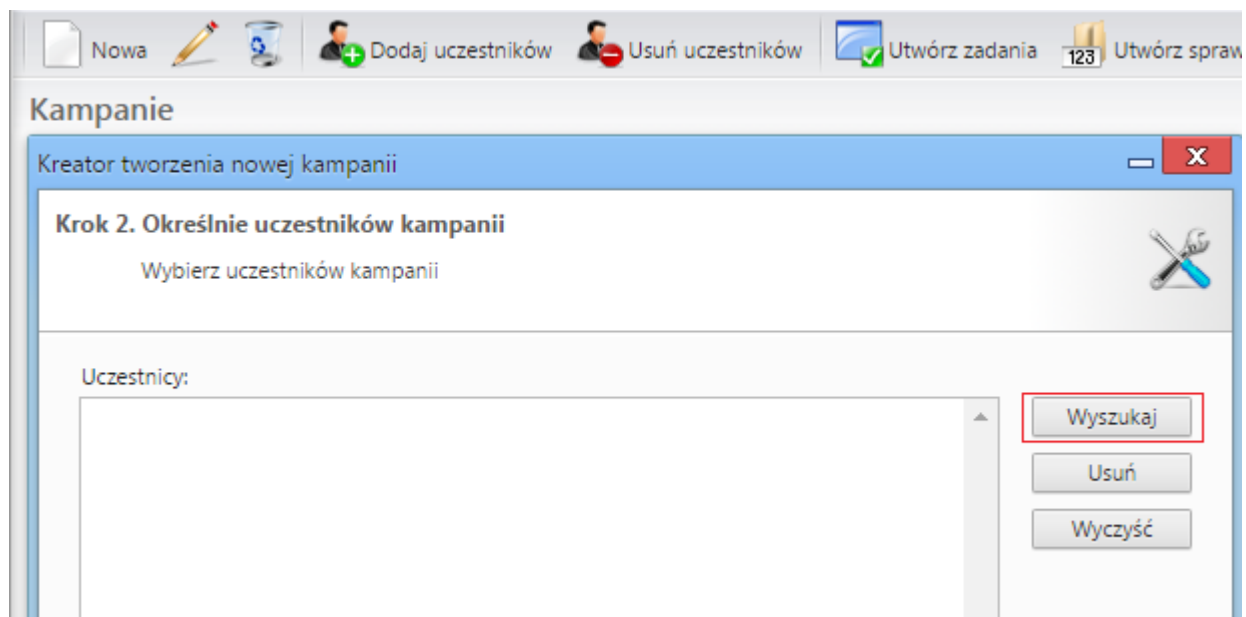 Nowa Dodaj uczestników Usuń uczestników Utwórz zadania 123 Utwórz spraw
Kampanie
Kreator tworzenia nowej kampanii
Krok 2. Określnie uczestników kampanii
Wybierz uczestników kampanii
Uczestnicy:
Wyszukaj
Usuń
Wyczyść